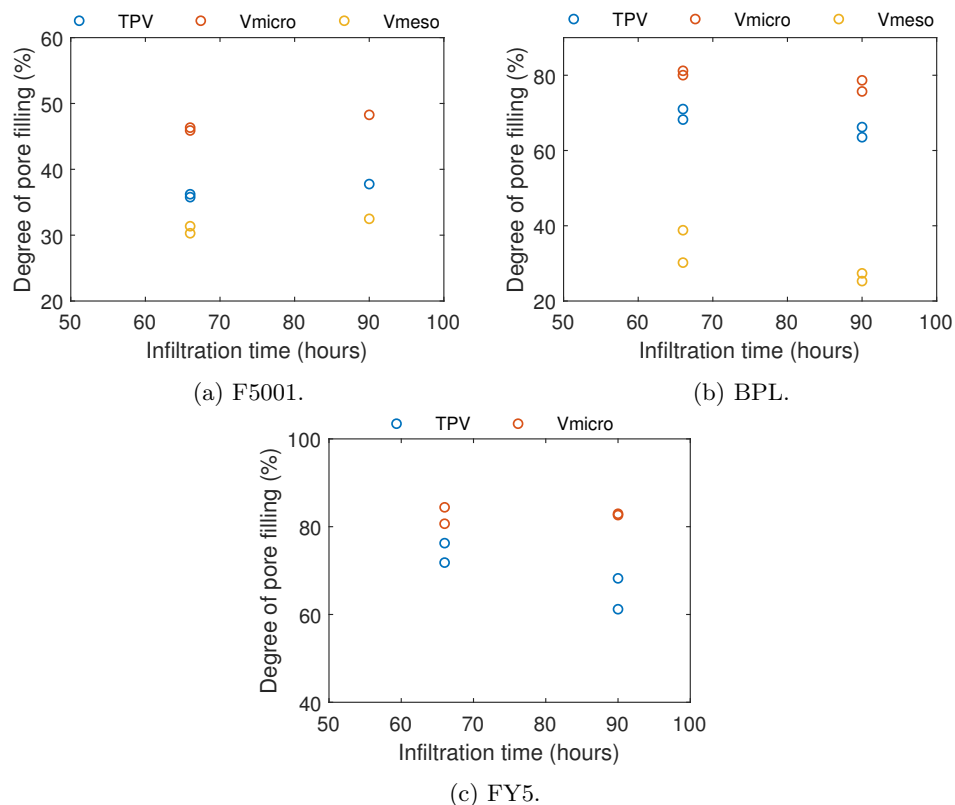 TPV Vmicro Vmeso
60
50
40
30
20
50 60 70 80 90 100
Degree of pore filling (%)
Infiltration time (hours)
(a) F5001.
TPV Vmicro Vmeso
80
60
40
20
50 60 70 80 90 100
Degree of pore filling (%)
Infiltration time (hours)
(b) BPL.
TPV Vmicro
100
80
60
40
50 60 70 80 90 100
Degree of pore filling (%)
Infiltration time (hours)
(c) FY5.